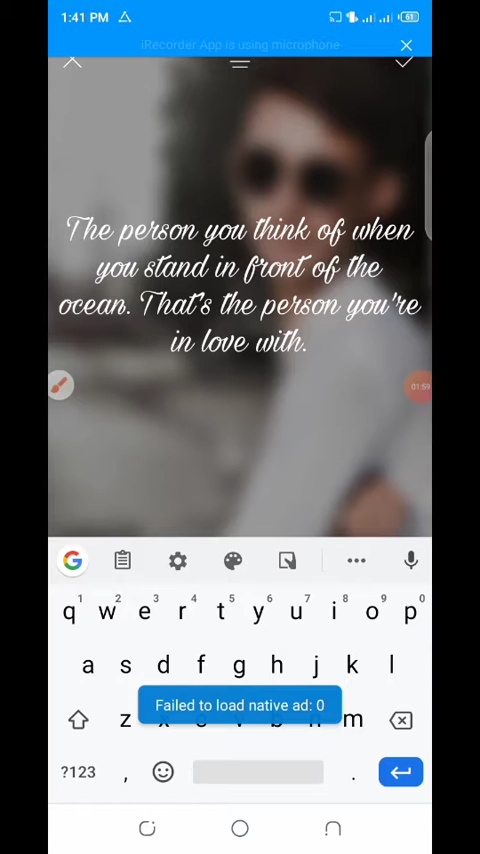 1:41 PM 61
iRecorder App is using microphone
The person you think of when
you stand in front of the
ocean. That's the person you're
in love with.
01:59
1 2 3 4 5 6 7 8 9 0
q w e r t y u i o p
a s d f g h j k l
z x c v b n m
Failed to load native ad: 0
?123 , .